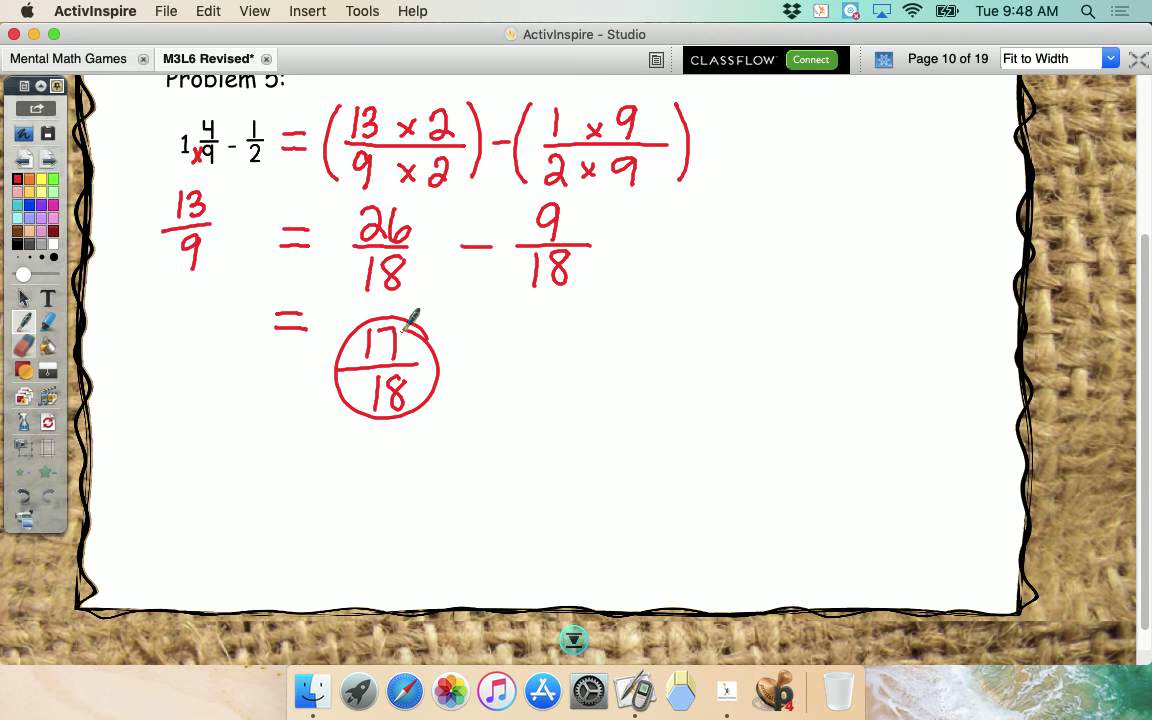 ActivInspire File Edit View Insert Tools Help Tue 9:48 AM
ActivInspire - Studio
Mental Math Games M3L6 Revised* CLASSFLOW Connect Page 10 of 19 Fit to Width
Problem 5:
1 4/9 - 1/2 = (13 x 2 / 9 x 2) - (1 x 9 / 2 x 9)
x
13/9 = 26/18 - 9/18
= 17/18
T